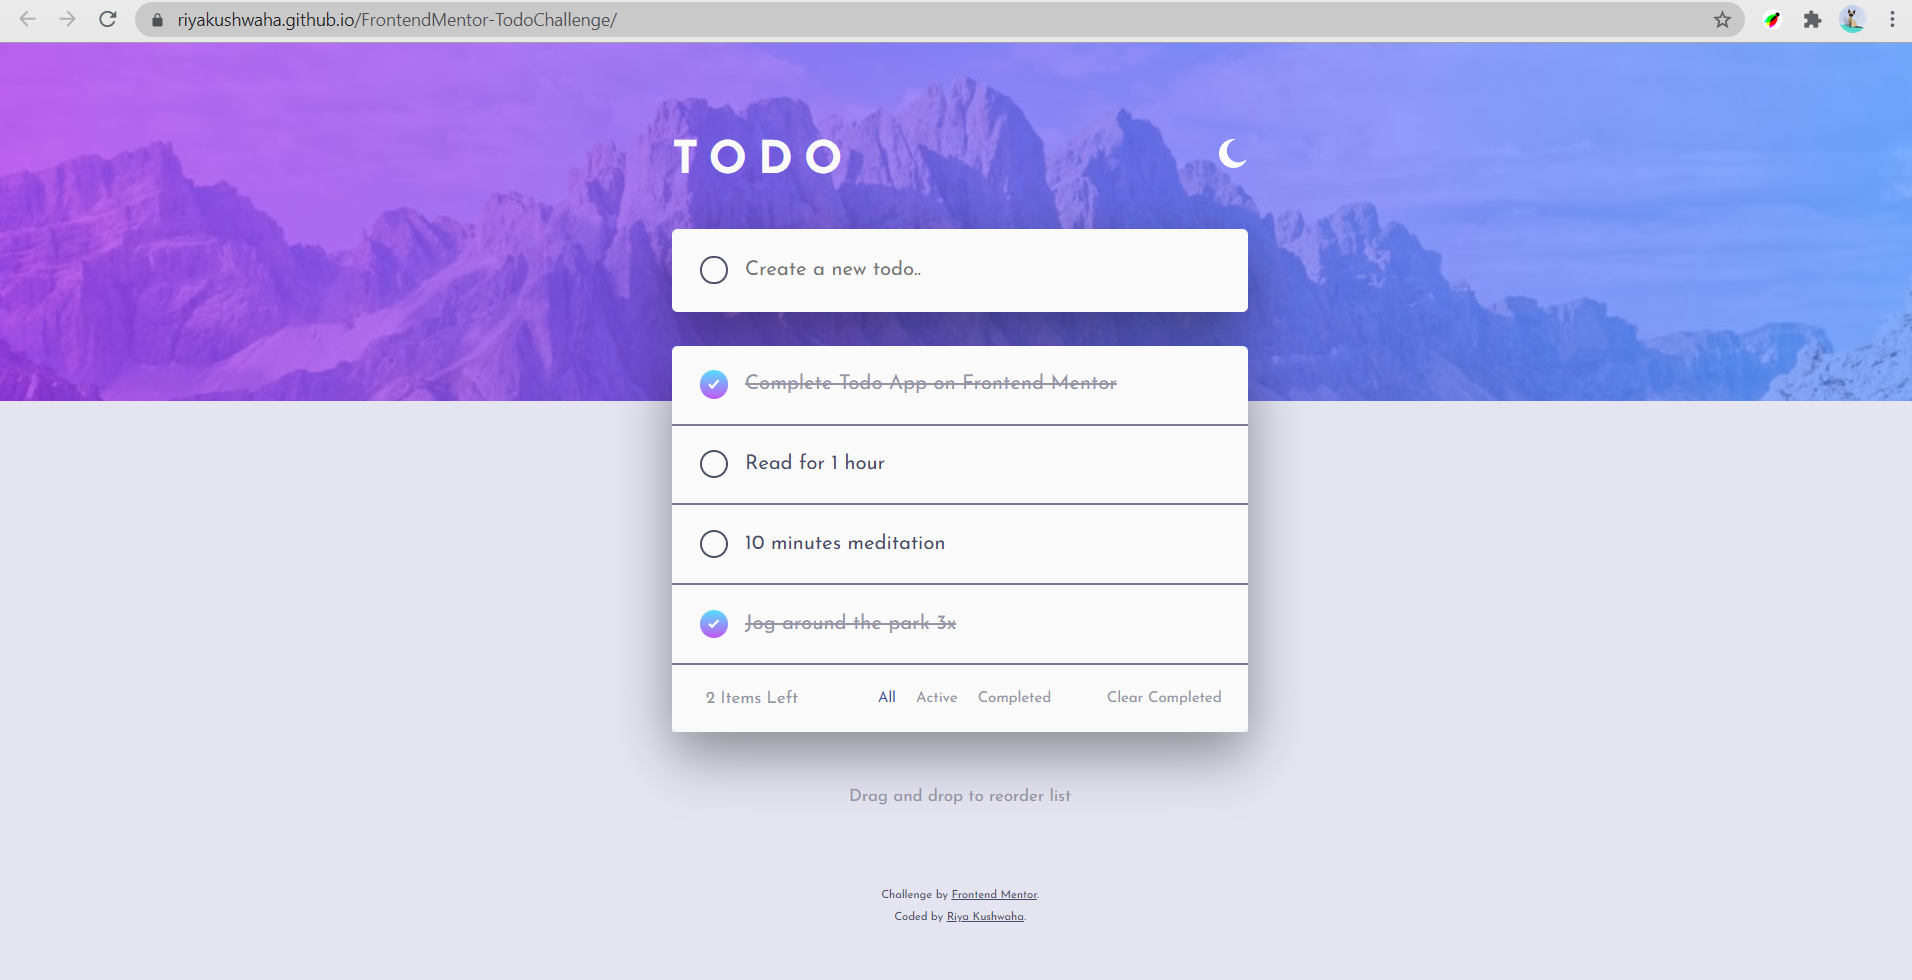 riyakushwaha.github.io/FrontendMentor-TodoChallenge/
TODO
Create a new todo..
Complete Todo App on Frontend Mentor
Read for 1 hour
10 minutes meditation
Jog around the park 3x
2 Items Left All Active Completed Clear Completed
Drag and drop to reorder list
Challenge by Frontend Mentor.
Coded by Riya Kushwaha.